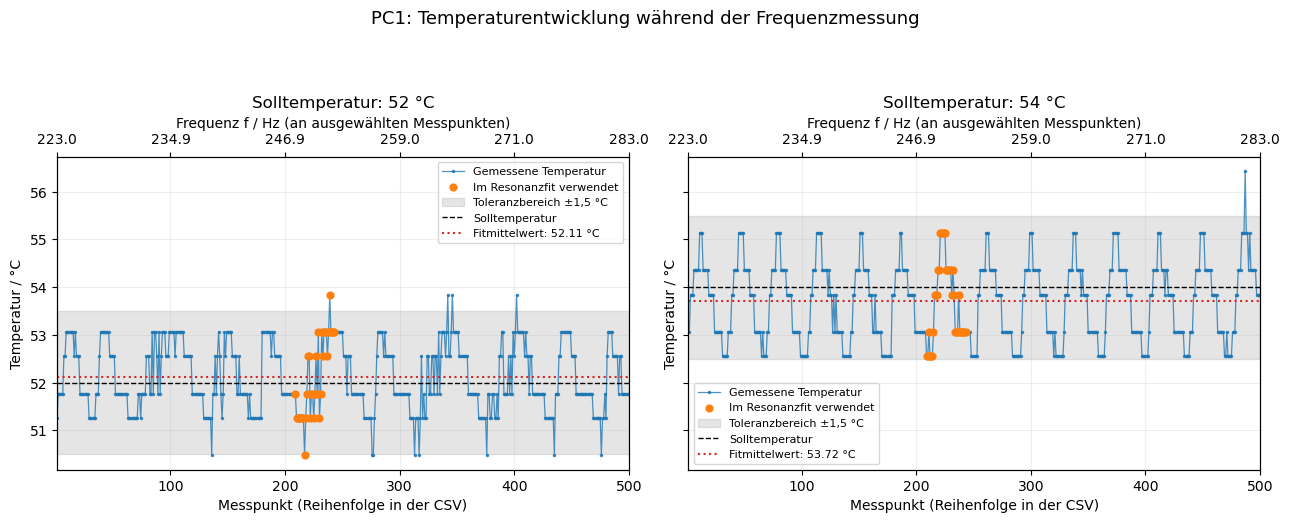 PC1: Temperaturentwicklung während der Frequenzmessung
Solltemperatur: 52 °C
Frequenz f / Hz (an ausgewählten Messpunkten)
223.0 234.9 246.9 259.0 271.0 283.0
Temperatur / °C
56
55
54
53
52
51
Gemessene Temperatur
Im Resonanzfit verwendet
Toleranzbereich ±1,5 °C
Solltemperatur
Fitmittelwert: 52.11 °C
100 200 300 400 500
Messpunkt (Reihenfolge in der CSV)
Solltemperatur: 54 °C
Frequenz f / Hz (an ausgewählten Messpunkten)
223.0 234.9 246.9 259.0 271.0 283.0
Temperatur / °C
Gemessene Temperatur
Im Resonanzfit verwendet
Toleranzbereich ±1,5 °C
Solltemperatur
Fitmittelwert: 53.72 °C
100 200 300 400 500
Messpunkt (Reihenfolge in der CSV)